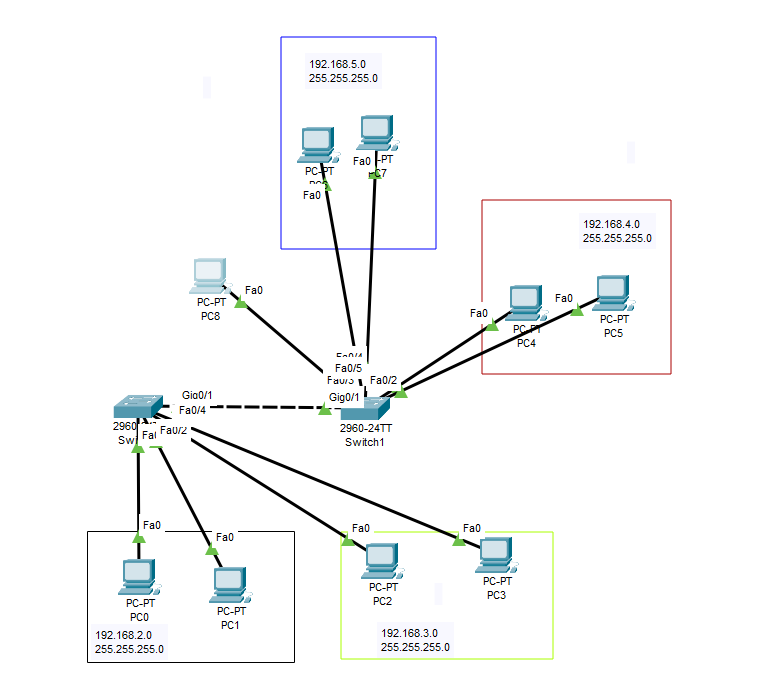 192.168.5.0
255.255.255.0
Fa0
-PT
PC-PT
Fa0
192.168.4.0
255.255.255.0
Fa0
PC-PT
PC8
Fa0
Fa0
PC-PT
PC5
PC4
Fa0/5
Fa0/3
Fa0/2
Gig0/1
Fa0/4
Gig0/1
2960
2960-24TT
Switch1
Fa0/2
Fa0
PC-PT
PC0
Fa0
PC-PT
PC1
192.168.2.0
255.255.255.0
Fa0
PC-PT
PC2
Fa0
PC-PT
PC3
192.168.3.0
255.255.255.0